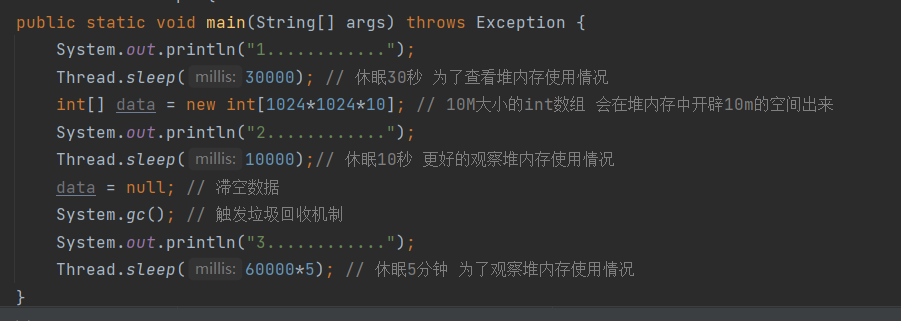 public static void main(String[] args) throws Exception {
System.out.println("1............");
Thread.sleep( millis: 30000); // 休眠30秒 为了查看堆内存使用情况
int[] data = new int[1024*1024*10]; // 10M大小的int数组 会在堆内存中开辟10m的空间出来
System.out.println("2............");
Thread.sleep( millis: 10000);// 休眠10秒 更好的观察堆内存使用情况
data = null; // 滞空数据
System.gc(); // 触发垃圾回收机制
System.out.println("3............");
Thread.sleep( millis: 60000*5); // 休眠5分钟 为了观察堆内存使用情况
}